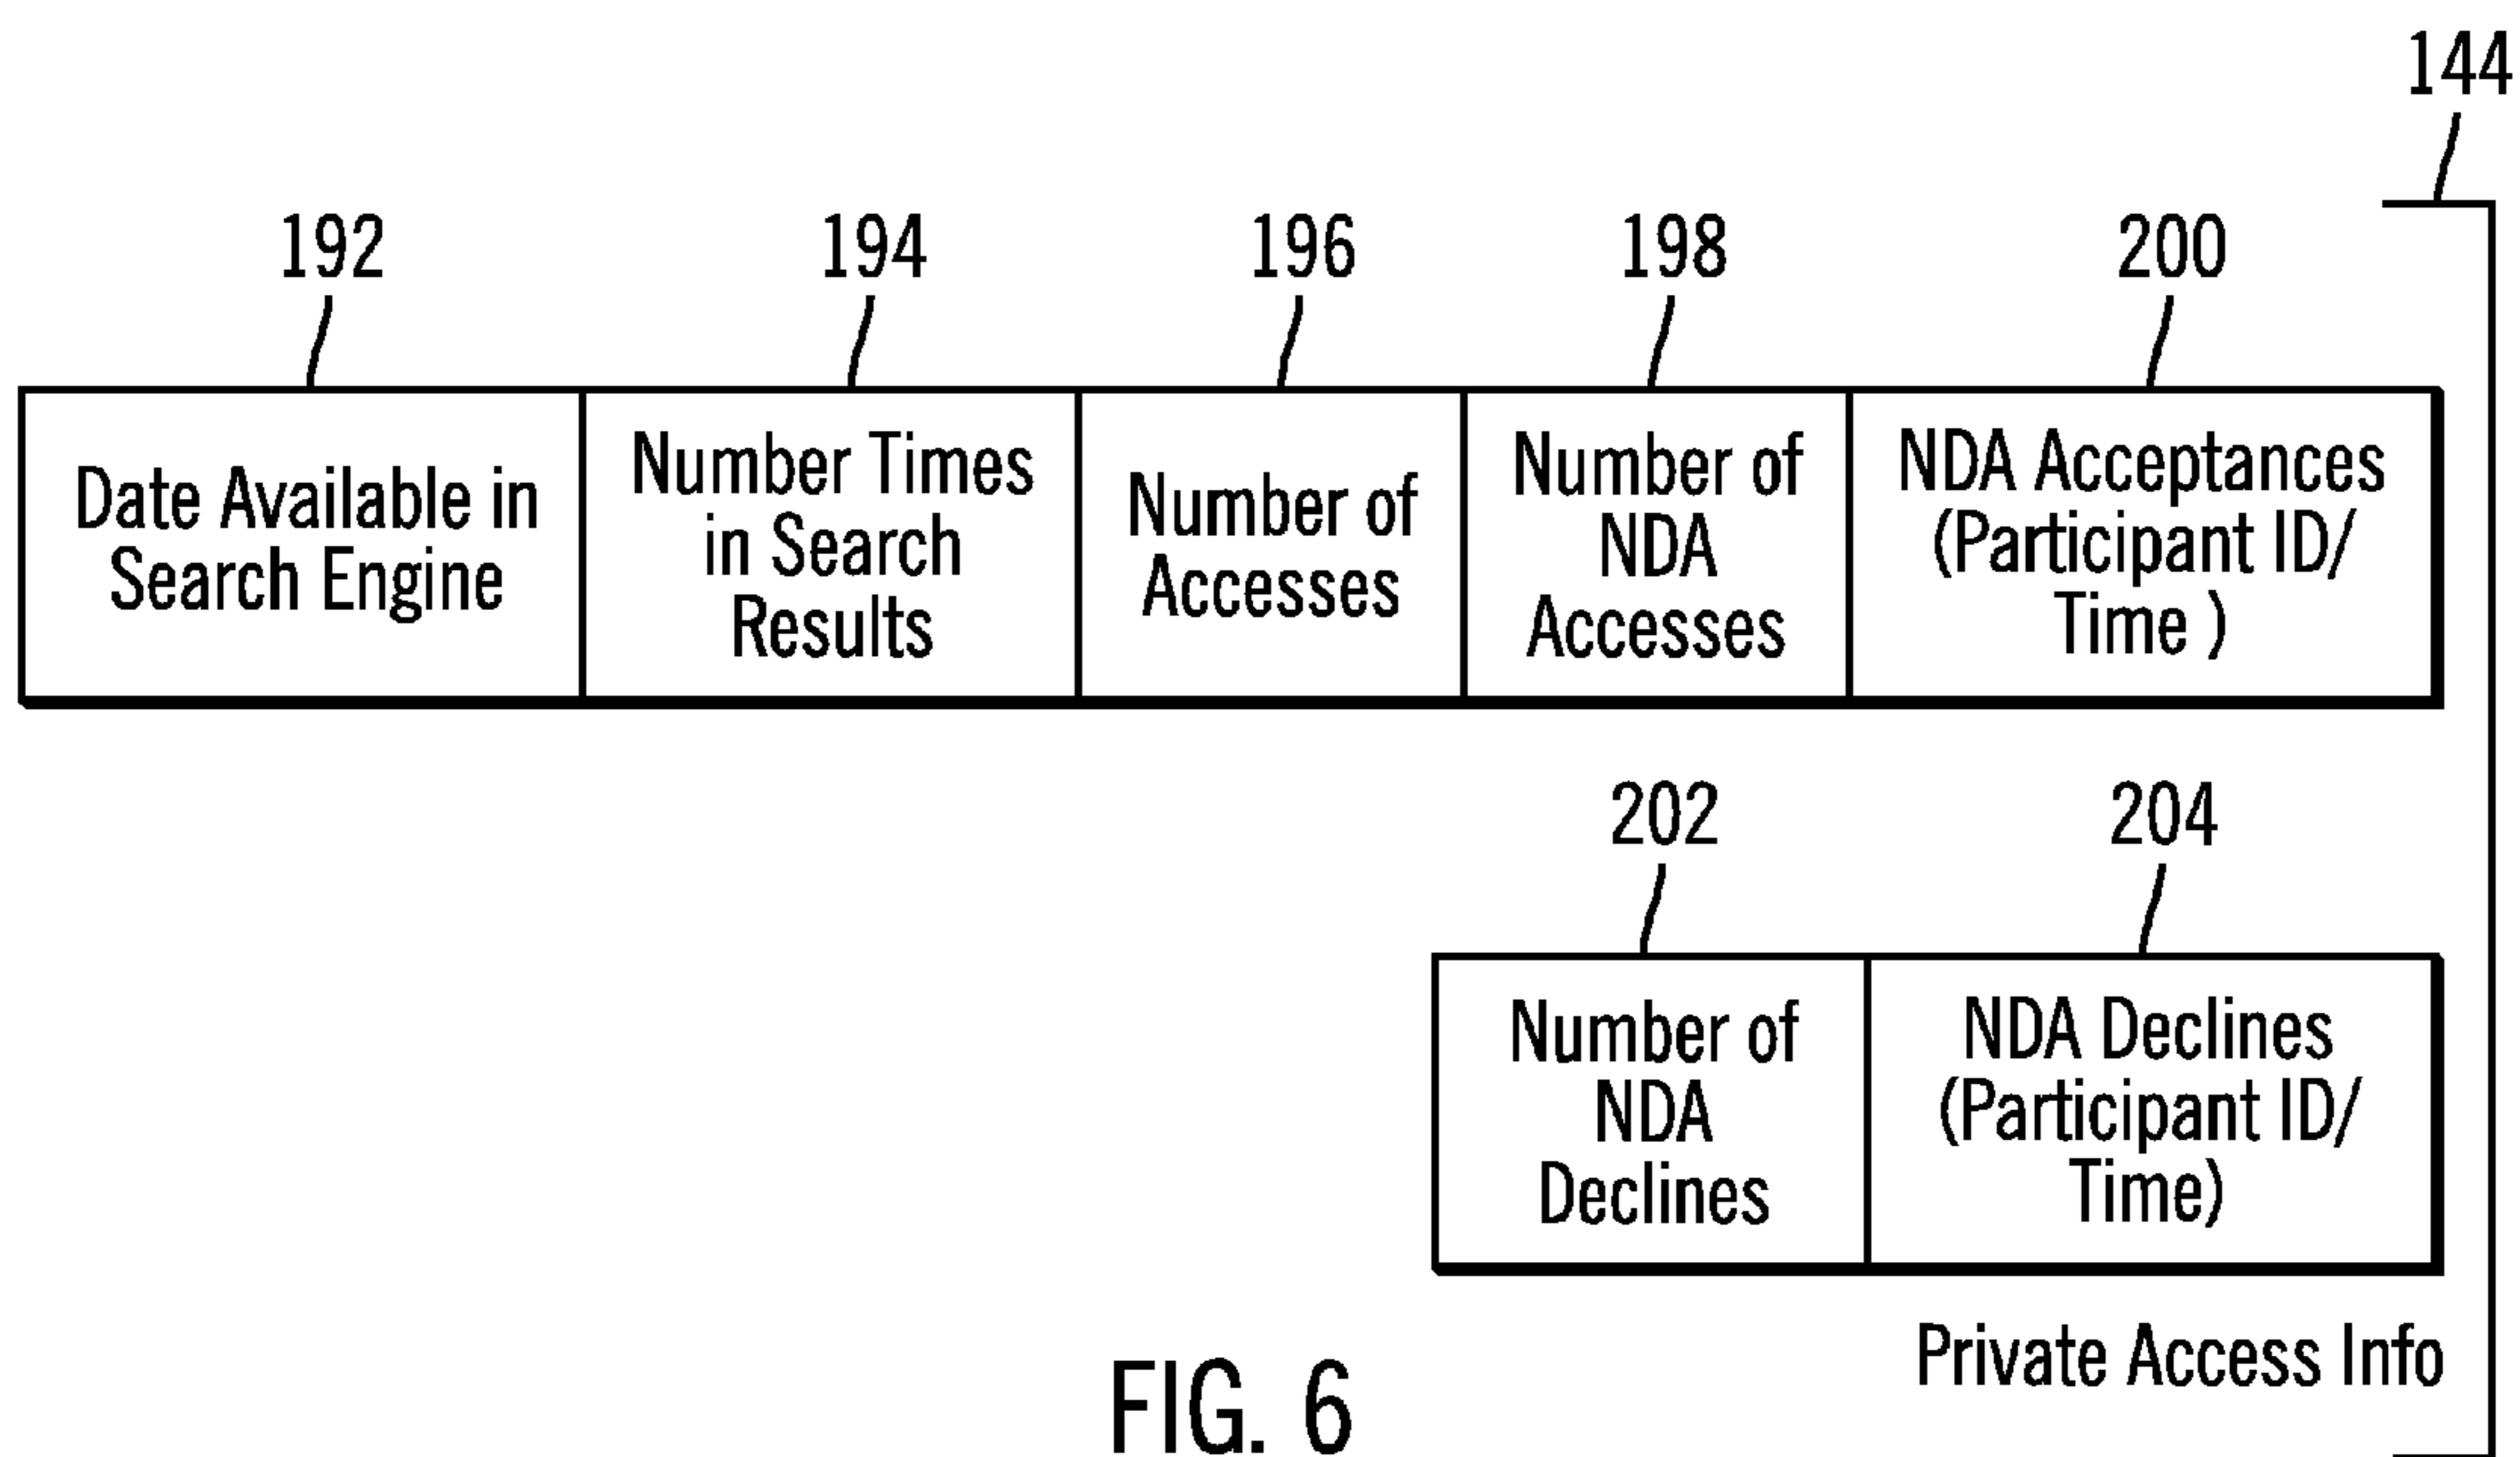 144
192
194
196
198
200
Date Available in
Search Engine
Number Times
in Search
Results
Number of
Accesses
Number of
NDA
Accesses
NDA Acceptances
(Participant ID/
Time )
202
204
Number of
NDA
Declines
NDA Declines
(Participant ID/
Time)
Private Access Info
FIG. 6